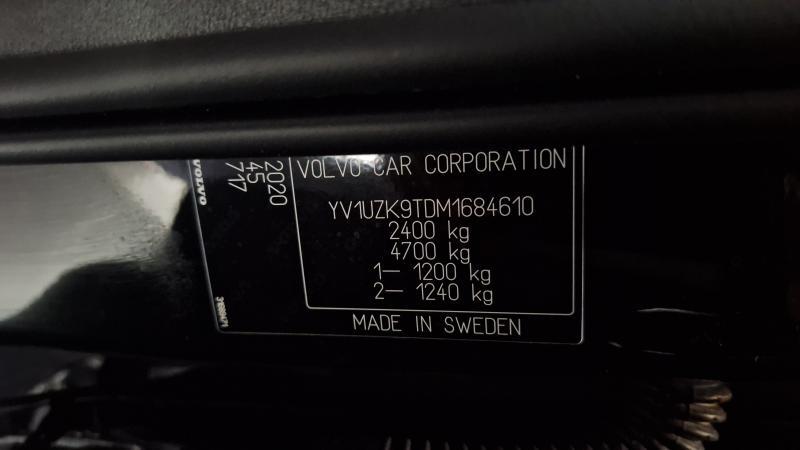 VOLVO CAR CORPORATION
YV1UZK9TDM1684610
2400 kg
4700 kg
1— 1200 kg
2— 1240 kg
MADE IN SWEDEN
2020
45
717
VOLVO